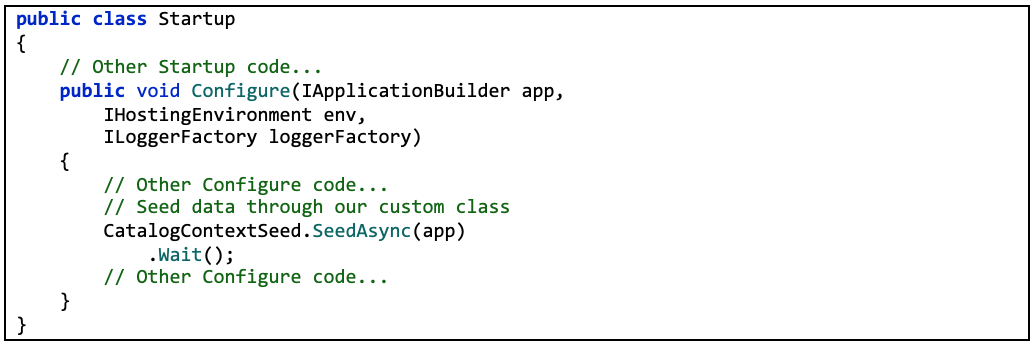 public class Startup
{
    // Other Startup code...
    public void Configure(IApplicationBuilder app,
        IHostingEnvironment env,
        ILoggerFactory loggerFactory)
    {
        // Other Configure code...
        // Seed data through our custom class
        CatalogContextSeed.SeedAsync(app)
            .Wait();
        // Other Configure code...
    }
}